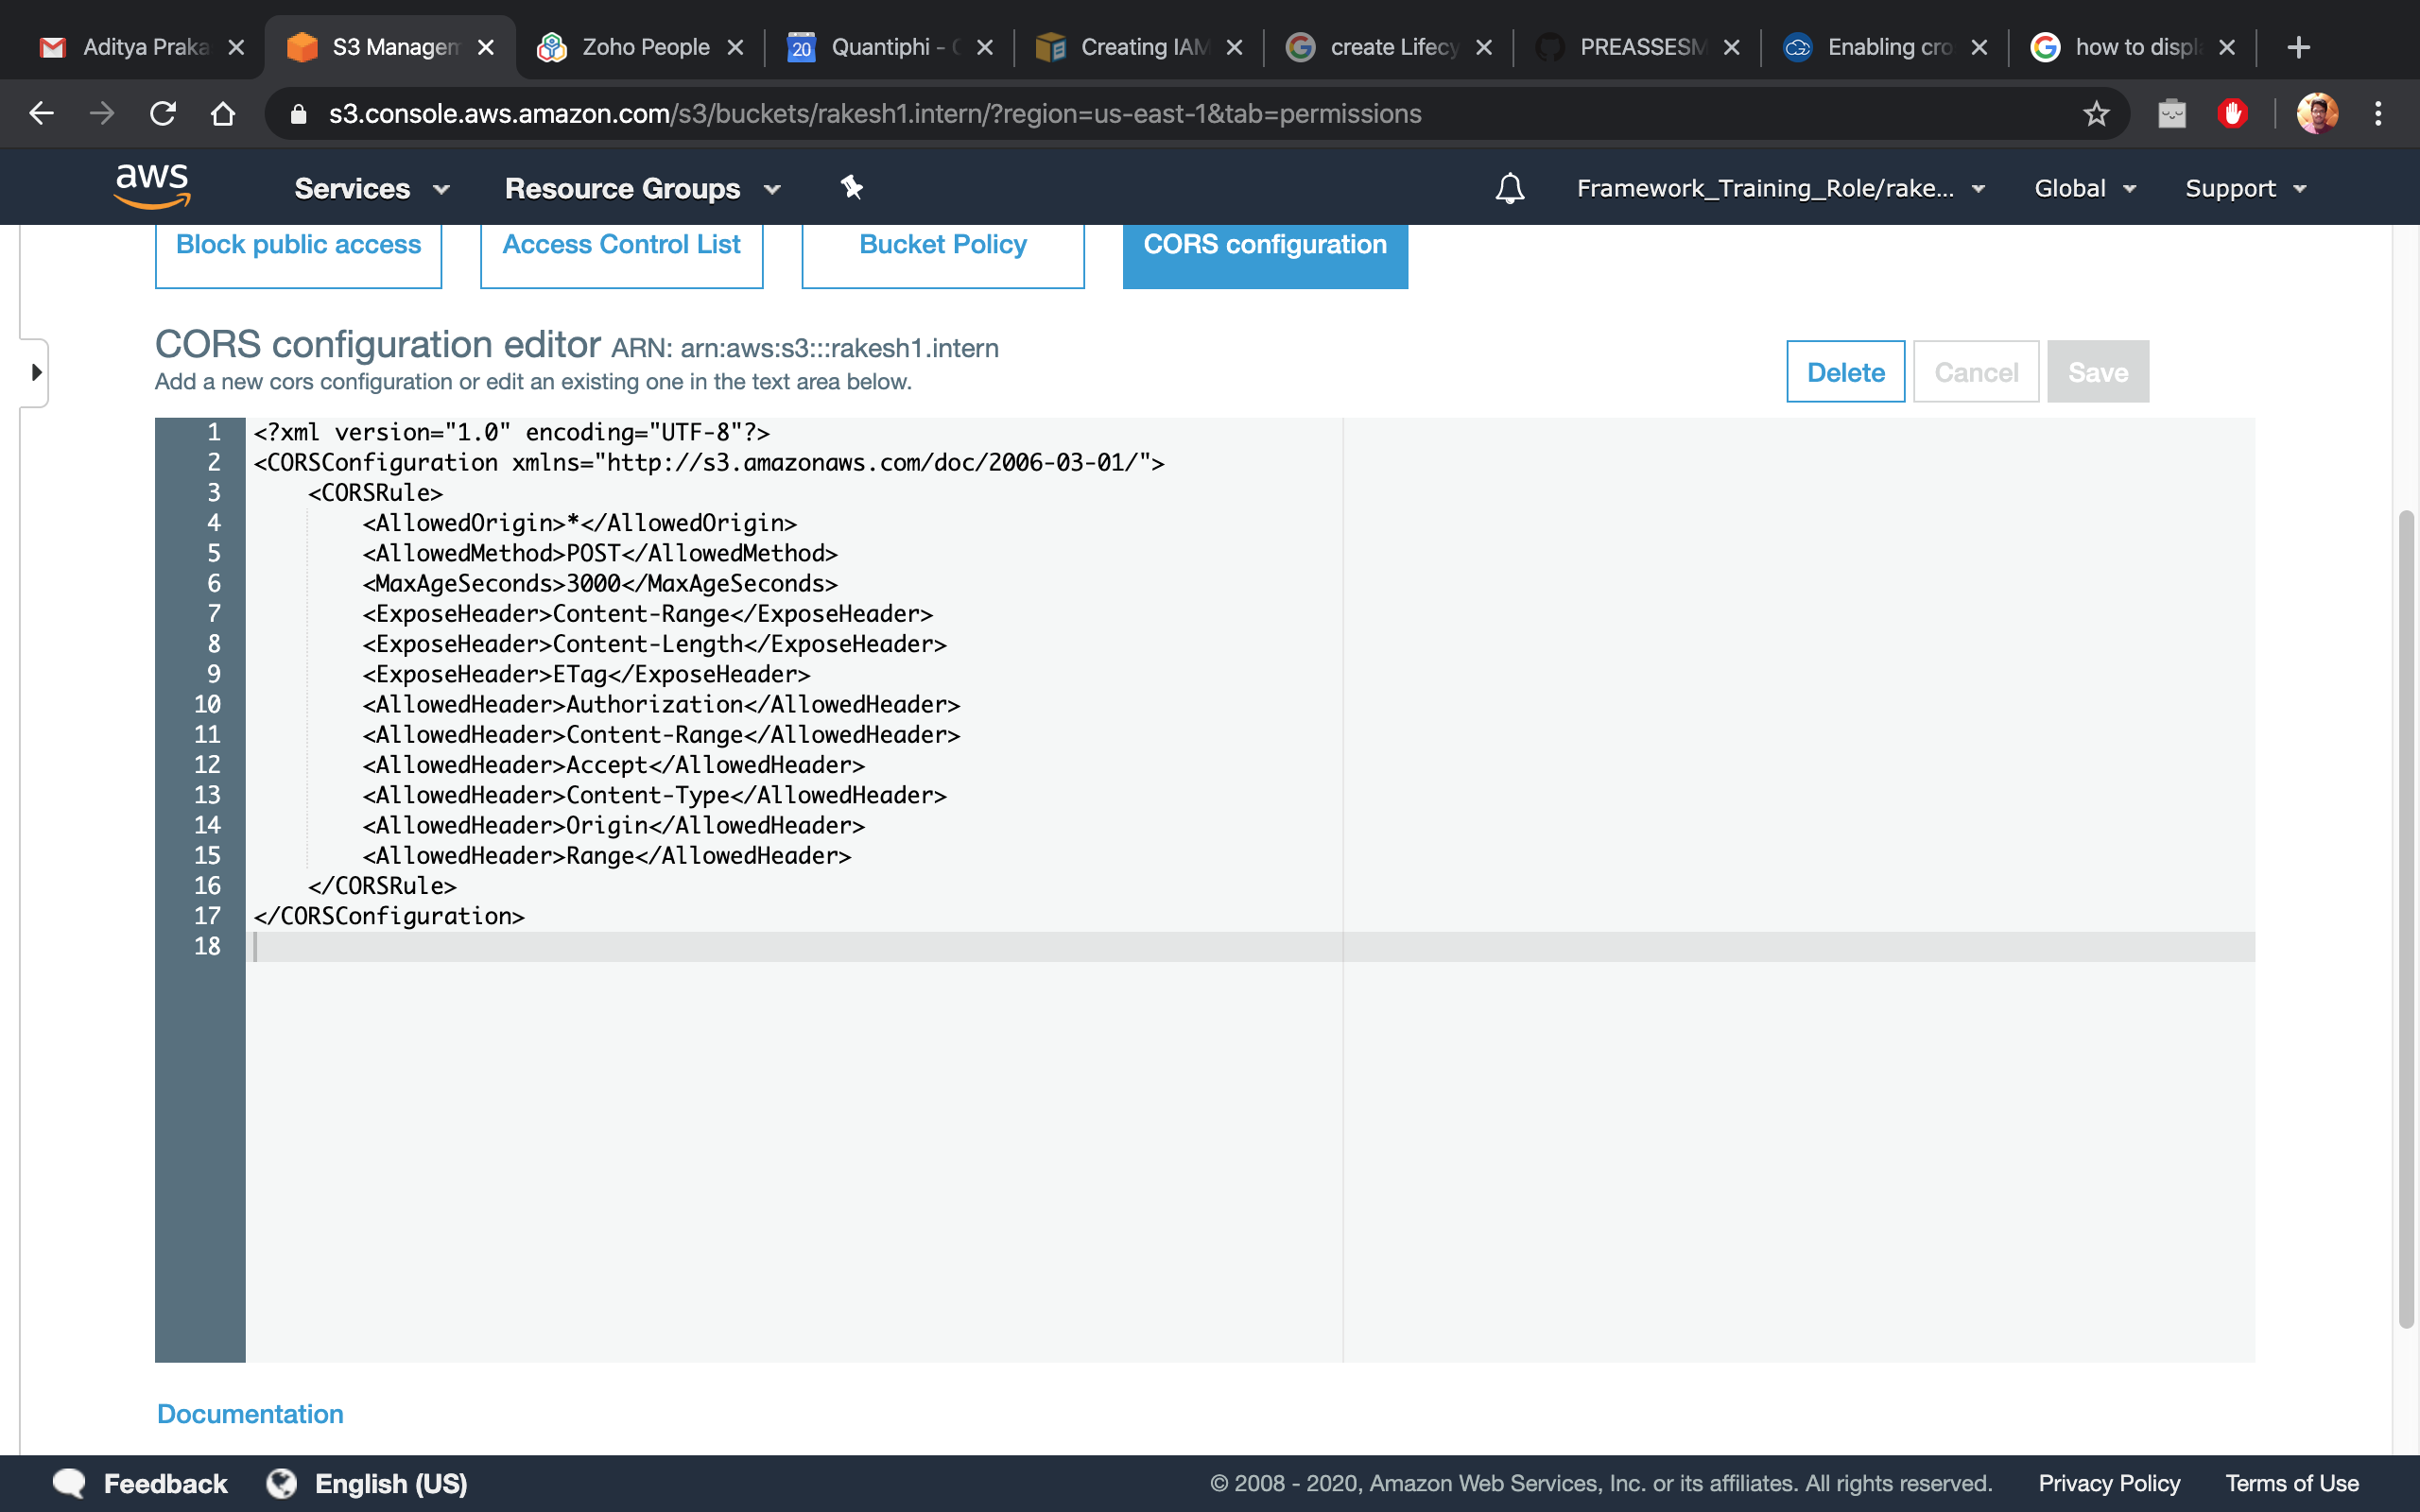 Aditya Praka
S3 Managem
Zoho People
20
Quantiphi - C
Creating IAM
create Lifecy
PREASSESM
Enabling cro
how to displa
s3.console.aws.amazon.com/s3/buckets/rakesh1.intern/?region=us-east-1&tab=permissions
aws
Services
Resource Groups
Framework_Training_Role/rake...
Global
Support
Block public access
Access Control List
Bucket Policy
CORS configuration
CORS configuration editor ARN: arn:aws:s3:::rakesh1.intern
Add a new cors configuration or edit an existing one in the text area below.
Delete
Cancel
Save
1 <?xml version="1.0" encoding="UTF-8"?>
2 <CORSConfiguration xmlns="http://s3.amazonaws.com/doc/2006-03-01/">
3 <CORSRule>
4 <AllowedOrigin>*</AllowedOrigin>
5 <AllowedMethod>POST</AllowedMethod>
6 <MaxAgeSeconds>3000</MaxAgeSeconds>
7 <ExposeHeader>Content-Range</ExposeHeader>
8 <ExposeHeader>Content-Length</ExposeHeader>
9 <ExposeHeader>ETag</ExposeHeader>
10 <AllowedHeader>Authorization</AllowedHeader>
11 <AllowedHeader>Content-Range</AllowedHeader>
12 <AllowedHeader>Accept</AllowedHeader>
13 <AllowedHeader>Content-Type</AllowedHeader>
14 <AllowedHeader>Origin</AllowedHeader>
15 <AllowedHeader>Range</AllowedHeader>
16 </CORSRule>
17 </CORSConfiguration>
18
Documentation
Feedback
English (US)
© 2008 - 2020, Amazon Web Services, Inc. or its affiliates. All rights reserved.
Privacy Policy
Terms of Use